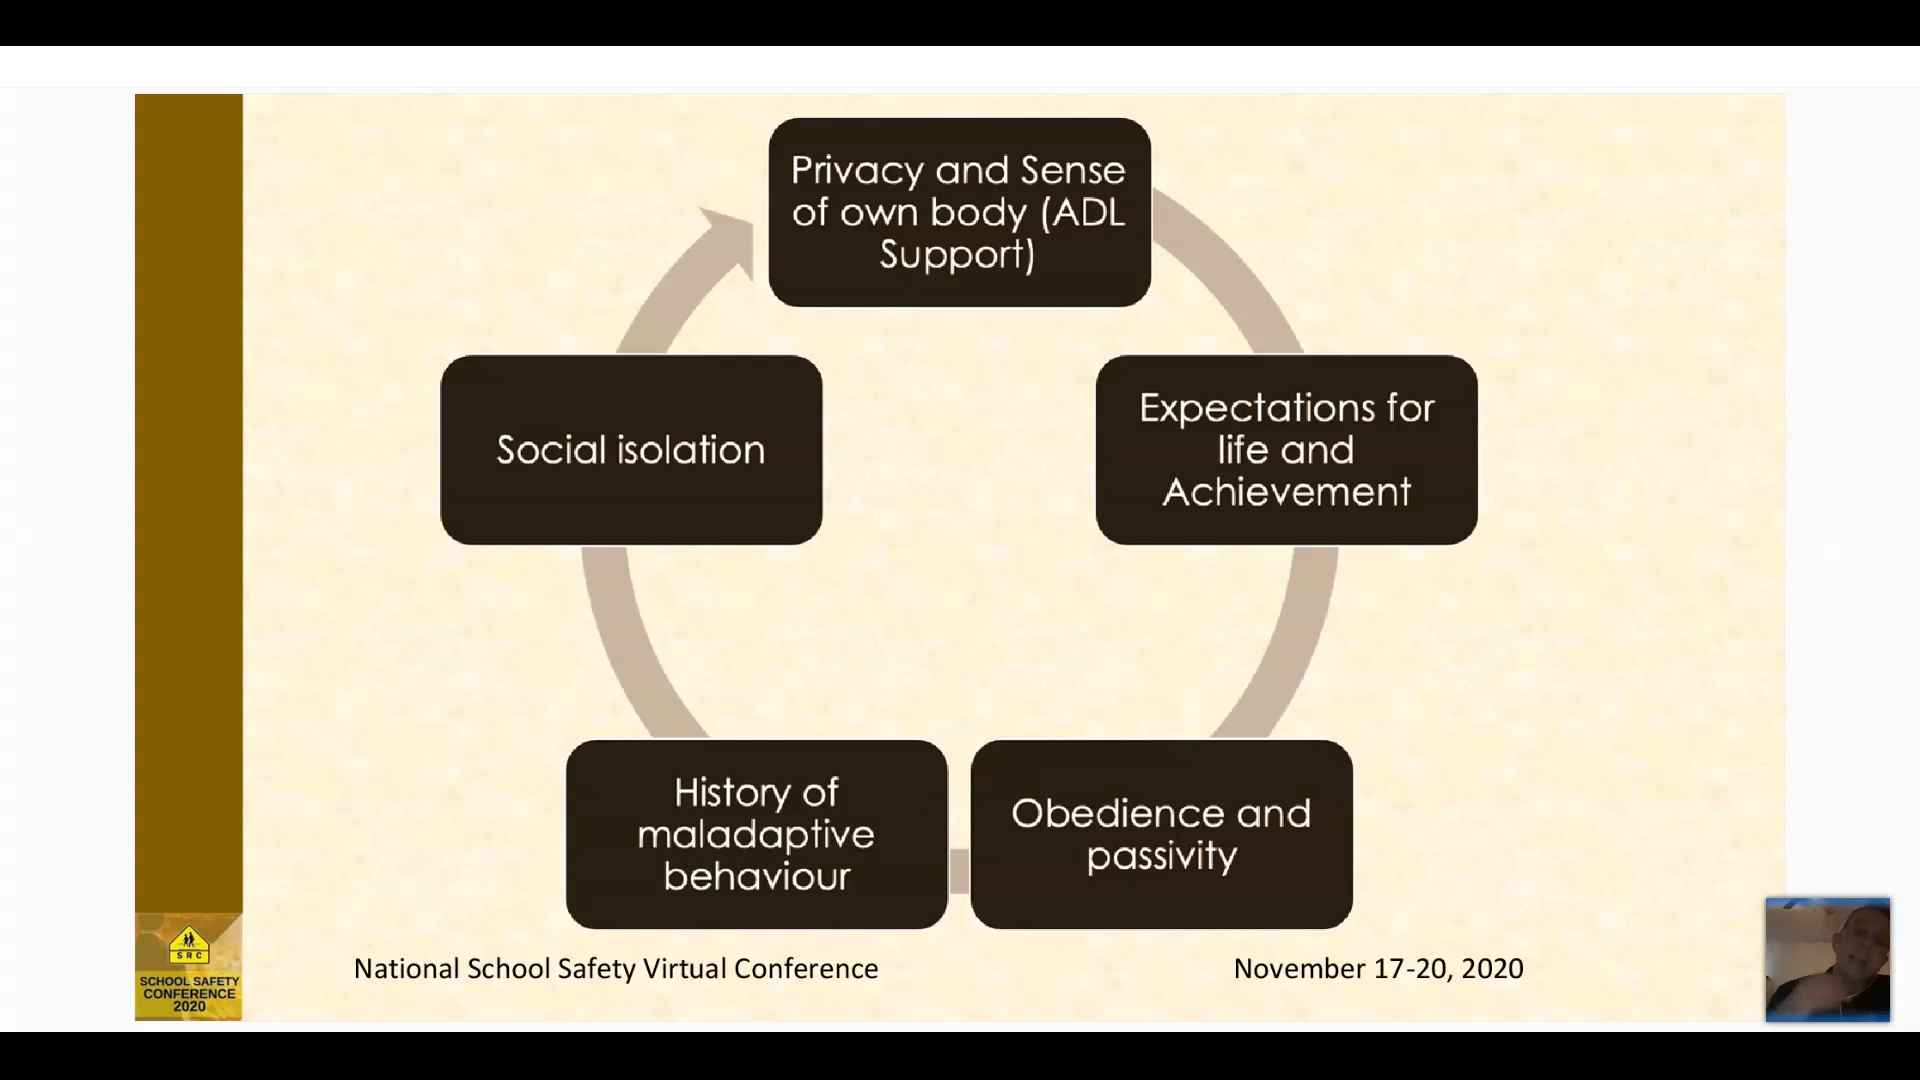 Privacy and Sense
of own body (ADL
Support)
Expectations for
life and
Achievement
Obedience and
passivity
History of
maladaptive
behaviour
Social isolation
SRC
SCHOOL SAFETY
CONFERENCE
2020
National School Safety Virtual Conference
November 17-20, 2020